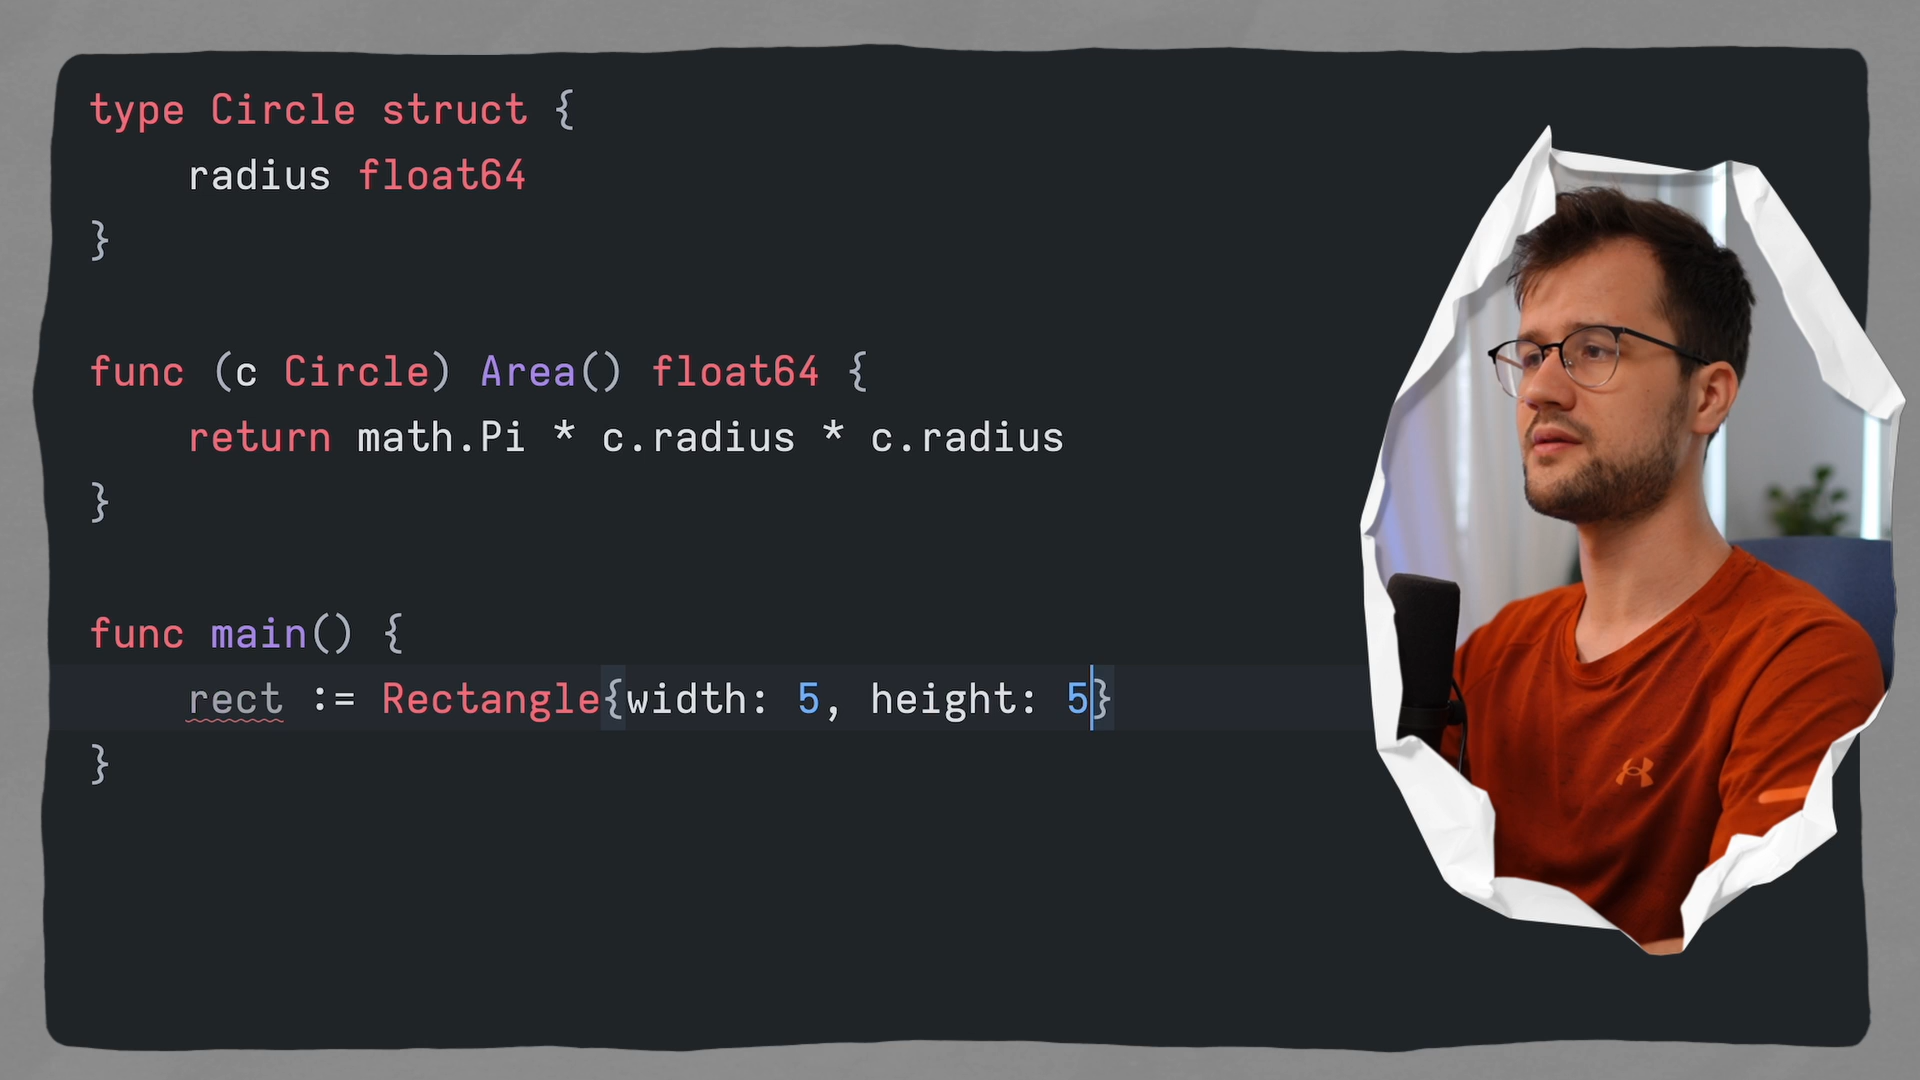 type Circle struct {
    radius float64
}
func (c Circle) Area() float64 {
    return math.Pi * c.radius * c.radius
}
func main() {
    rect := Rectangle{width: 5, height: 5}
}